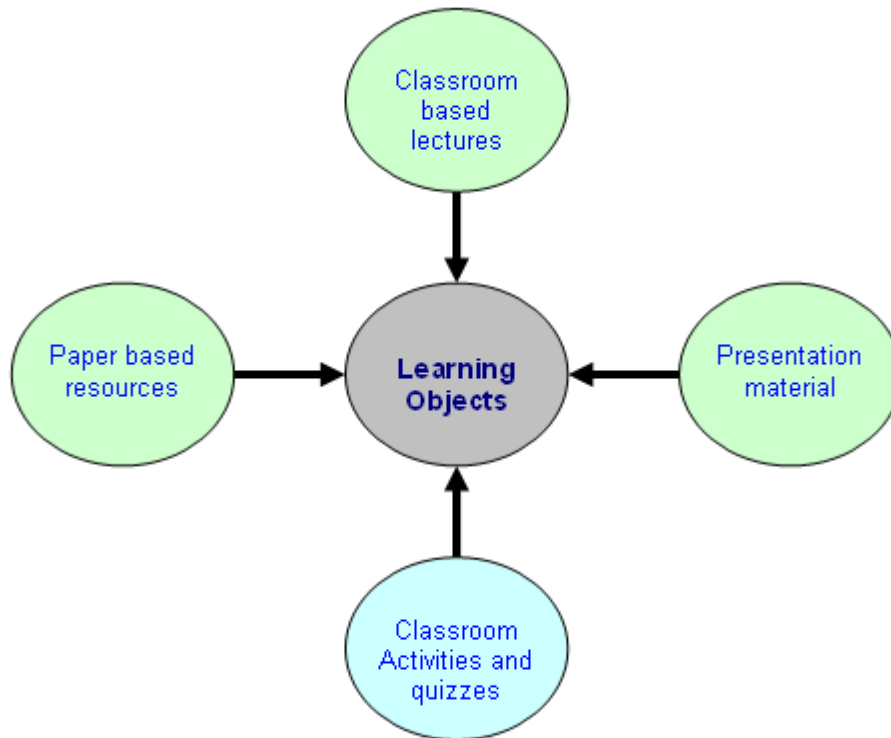 Classroom
based
lectures
Paper based
resources
Learning
Objects
Presentation
material
Classroom
Activities and
quizzes